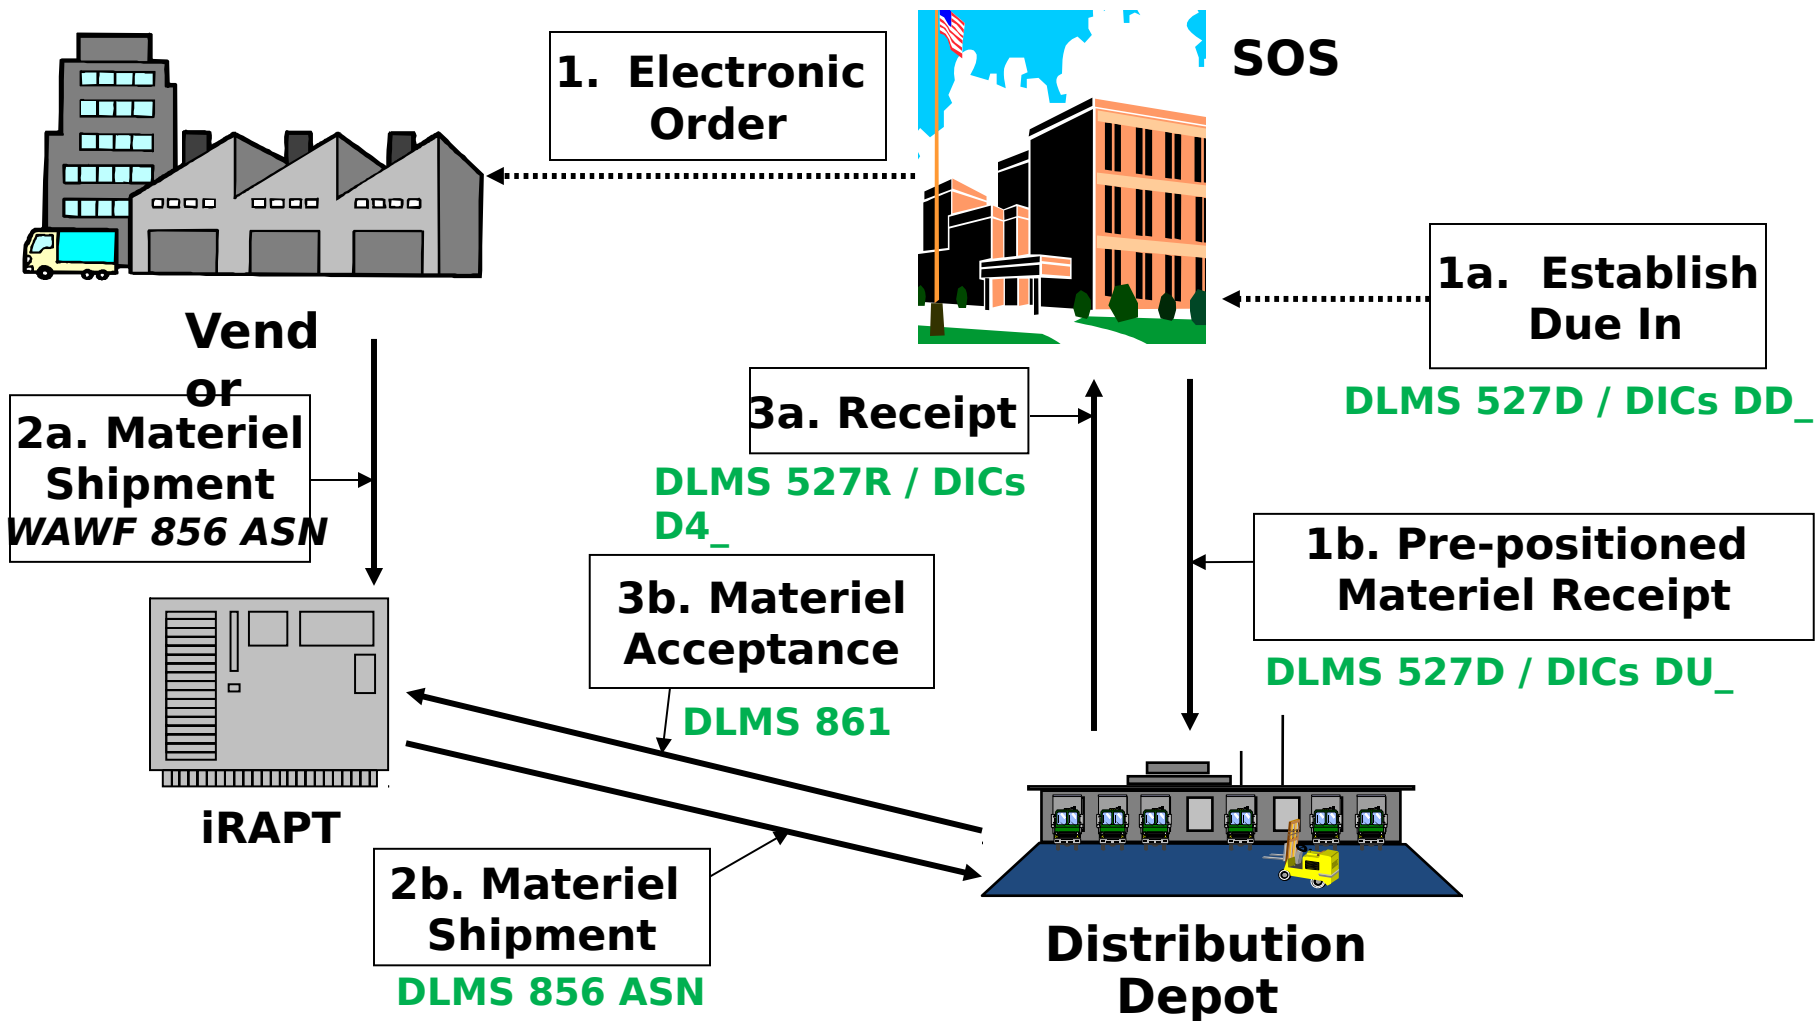 1. Electronic
Order
SOS
1a. Establish
Due In
DLMS 527D / DICs DD_
Vend
or
2a. Materiel
Shipment
WAWF 856 ASN
3a. Receipt
DLMS 527R / DICs
D4_
1b. Pre-positioned
Materiel Receipt
DLMS 527D / DICs DU_
3b. Materiel
Acceptance
DLMS 861
iRAPT
2b. Materiel
Shipment
DLMS 856 ASN
Distribution
Depot